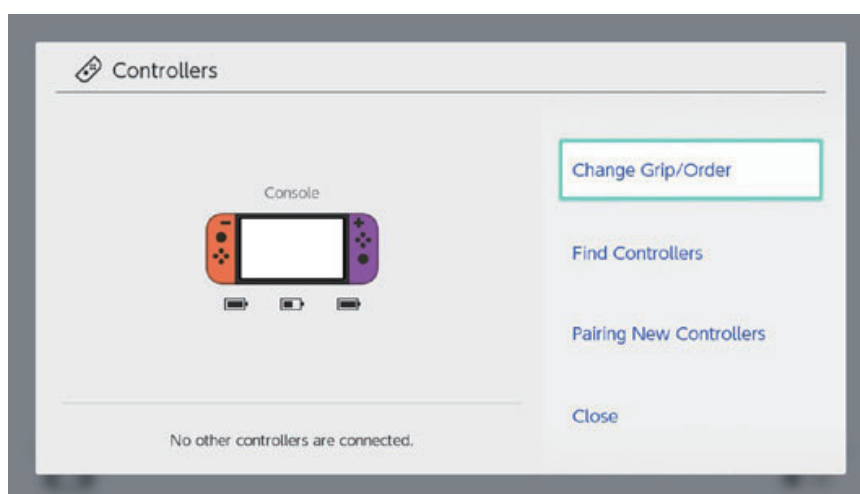 Controllers
Console
No other controllers are connected.
Change Grip/Order
Find Controllers
Pairing New Controllers
Close